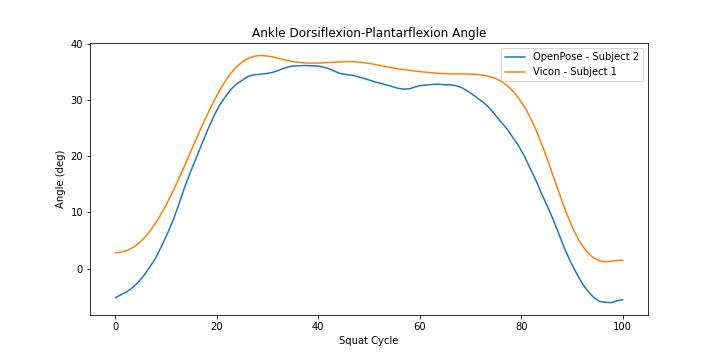 Ankle Dorsiflexion-Plantarflexion Angle
OpenPose - Subject 2
Vicon - Subject 1
Angle (deg)
40
30
20
10
0
0 20 40 60 80 100
Squat Cycle